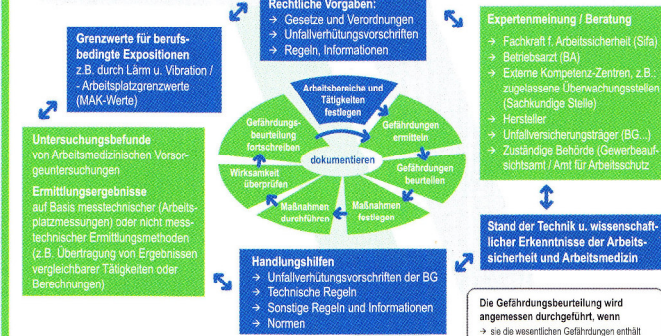 Rechtliche Vorgaben:
→ Gesetze und Verordnungen
→ Unfallverhütungsvorschriften
→ Regeln, Informationen
Grenzwerte für berufs-
bedingte Expositionen
z.B. durch Lärm u. Vibration /
- Arbeitsplatzgrenzwerte
(MAK-Werte)
Expertenmeinung / Beratung
→ Fachkraft f. Arbeitssicherheit (Sifa)
→ Betriebsarzt (BA)
→ Externe Kompetenz-Zentren, z.B.:
zugelassene Überwachungsstellen
(Sachkundige Stelle)
→ Hersteller
→ Unfallversicherungsträger (BG...)
→ Zuständige Behörde (Gewerbeauf-
sichtsamt / Amt für Arbeitsschutz
Arbeitsbereiche und
Tätigkeiten
festlegen
Gefährdungen
ermitteln
Gefährdungen
beurteilen
Maßnahmen
festlegen
Maßnahmen
durchführen
Wirksamkeit
überprüfen
Gefährdungs-
beurteilung
fortschreiben
dokumentieren
Untersuchungsbefunde
von Arbeitsmedizinischen Vorsor-
geuntersuchungen
Ermittlungsergebnisse
auf Basis messtechnischer (Arbeits-
platzmessungen) oder nicht mess-
technischer Ermittlungsmethoden
(z.B. Übertragung von Ergebnissen
vergleichbarer Tätigkeiten oder
Berechnungen)
Handlungshilfen
→ Unfallverhütungsvorschriften der BG
→ Technische Regeln
→ Sonstige Regeln und Informationen
→ Normen
Stand der Technik u. wissenschaft-
licher Erkenntnisse der Arbeits-
sicherheit und Arbeitsmedizin
Die Gefährdungsbeurteilung wird
angemessen durchgeführt, wenn
→ sie die wesentlichen Gefährdungen enthält